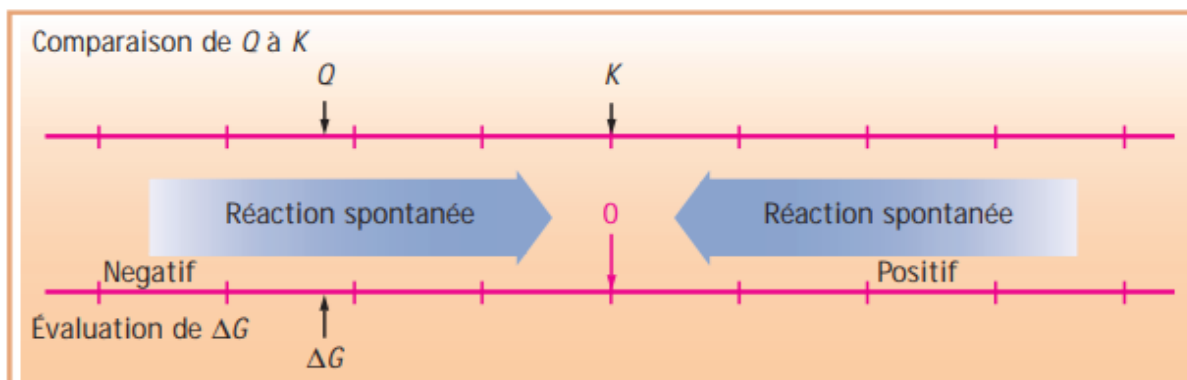 Comparaison de Q à K
Q K
Réaction spontanée 0 Réaction spontanée
Negatif Positif
Évaluation de ΔG
ΔG